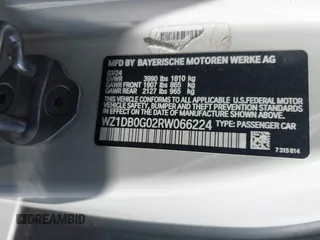 MFD BY BAYERISCHE MOTOREN WERKE AG
03/24
GVWR 3990 lbs 1810 kg
GAWR FRONT 1907 lbs 865 kg
GAWR REAR 2127 lbs 965 kg
THIS VEHICLE CONFORMS TO ALL APPLICABLE
FEDERAL MOTOR VEHICLE SAFETY, BUMPER,
AND THEFT PREVENTION STANDARDS IN
EFFECT ON THE DATE OF MANUFACTURE
SHOWN ABOVE.
WZ1DB0G02RW066224 TYPE: PASSENGER CAR
7 315 814
© DREAMBID